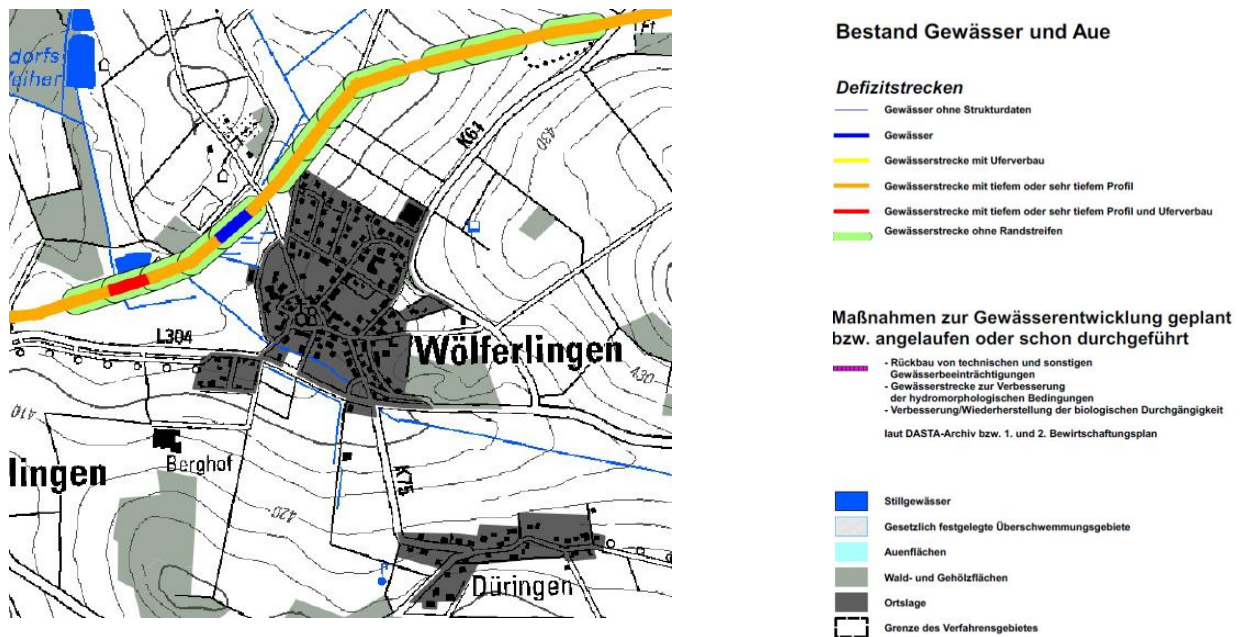 dorfs
Weiher
Ft
K61
430
L304
Wölferlingen
430
410
lingen
Berghof
K75
420
Düringen
Bestand Gewässer und Aue
Defizitstrecken
Gewässer ohne Strukturdaten
Gewässer
Gewässerstrecke mit Uferverbau
Gewässerstrecke mit tiefem oder sehr tiefem Profil
Gewässerstrecke mit tiefem oder sehr tiefem Profil und Uferverbau
Gewässerstrecke ohne Randstreifen
Maßnahmen zur Gewässerentwicklung geplant
bzw. angelaufen oder schon durchgeführt
- Rückbau von technischen und sonstigen
Gewässerbeeinträchtigungen
- Gewässerstrecke zur Verbesserung
der hydromorphologischen Bedingungen
- Verbesserung/Wiederherstellung der biologischen Durchgängigkeit
laut DASTA-Archiv bzw. 1. und 2. Bewirtschaftungsplan
Stillgewässer
Gesetzlich festgelegte Überschwemmungsgebiete
Auenflächen
Wald- und Gehölzflächen
Ortslage
Grenze des Verfahrensgebietes